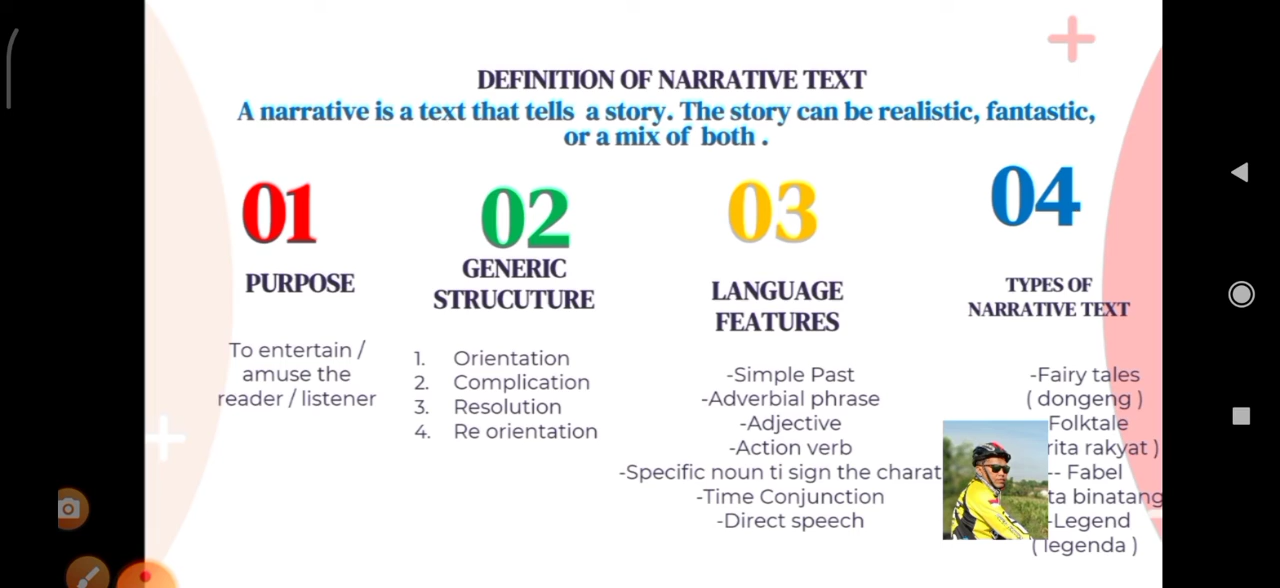 DEFINITION OF NARRATIVE TEXT
A narrative is a text that tells a story. The story can be realistic, fantastic,
or a mix of both .
01
PURPOSE
To entertain /
amuse the
reader / listener
02
GENERIC
STRUCUTURE
1. Orientation
2. Complication
3. Resolution
4. Re orientation
03
LANGUAGE
FEATURES
-Simple Past
-Adverbial phrase
-Adjective
-Action verb
-Specific noun ti sign the charat
-Time Conjunction
-Direct speech
04
TYPES OF
NARRATIVE TEXT
-Fairy tales
( dongeng )
Folktale
rita rakyat )
-- Fabel
ta binatang
-Legend
( legenda )